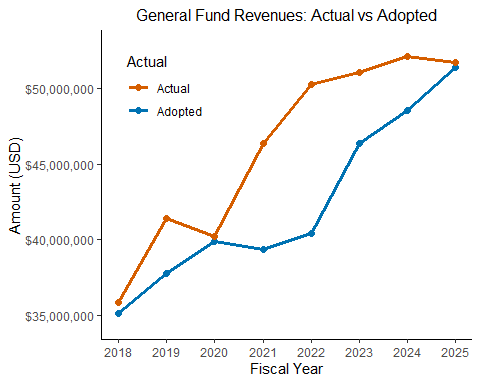 General Fund Revenues: Actual vs Adopted
Actual
Actual
Adopted
Amount (USD)
$50,000,000
$45,000,000
$40,000,000
$35,000,000
2018 2019 2020 2021 2022 2023 2024 2025
Fiscal Year